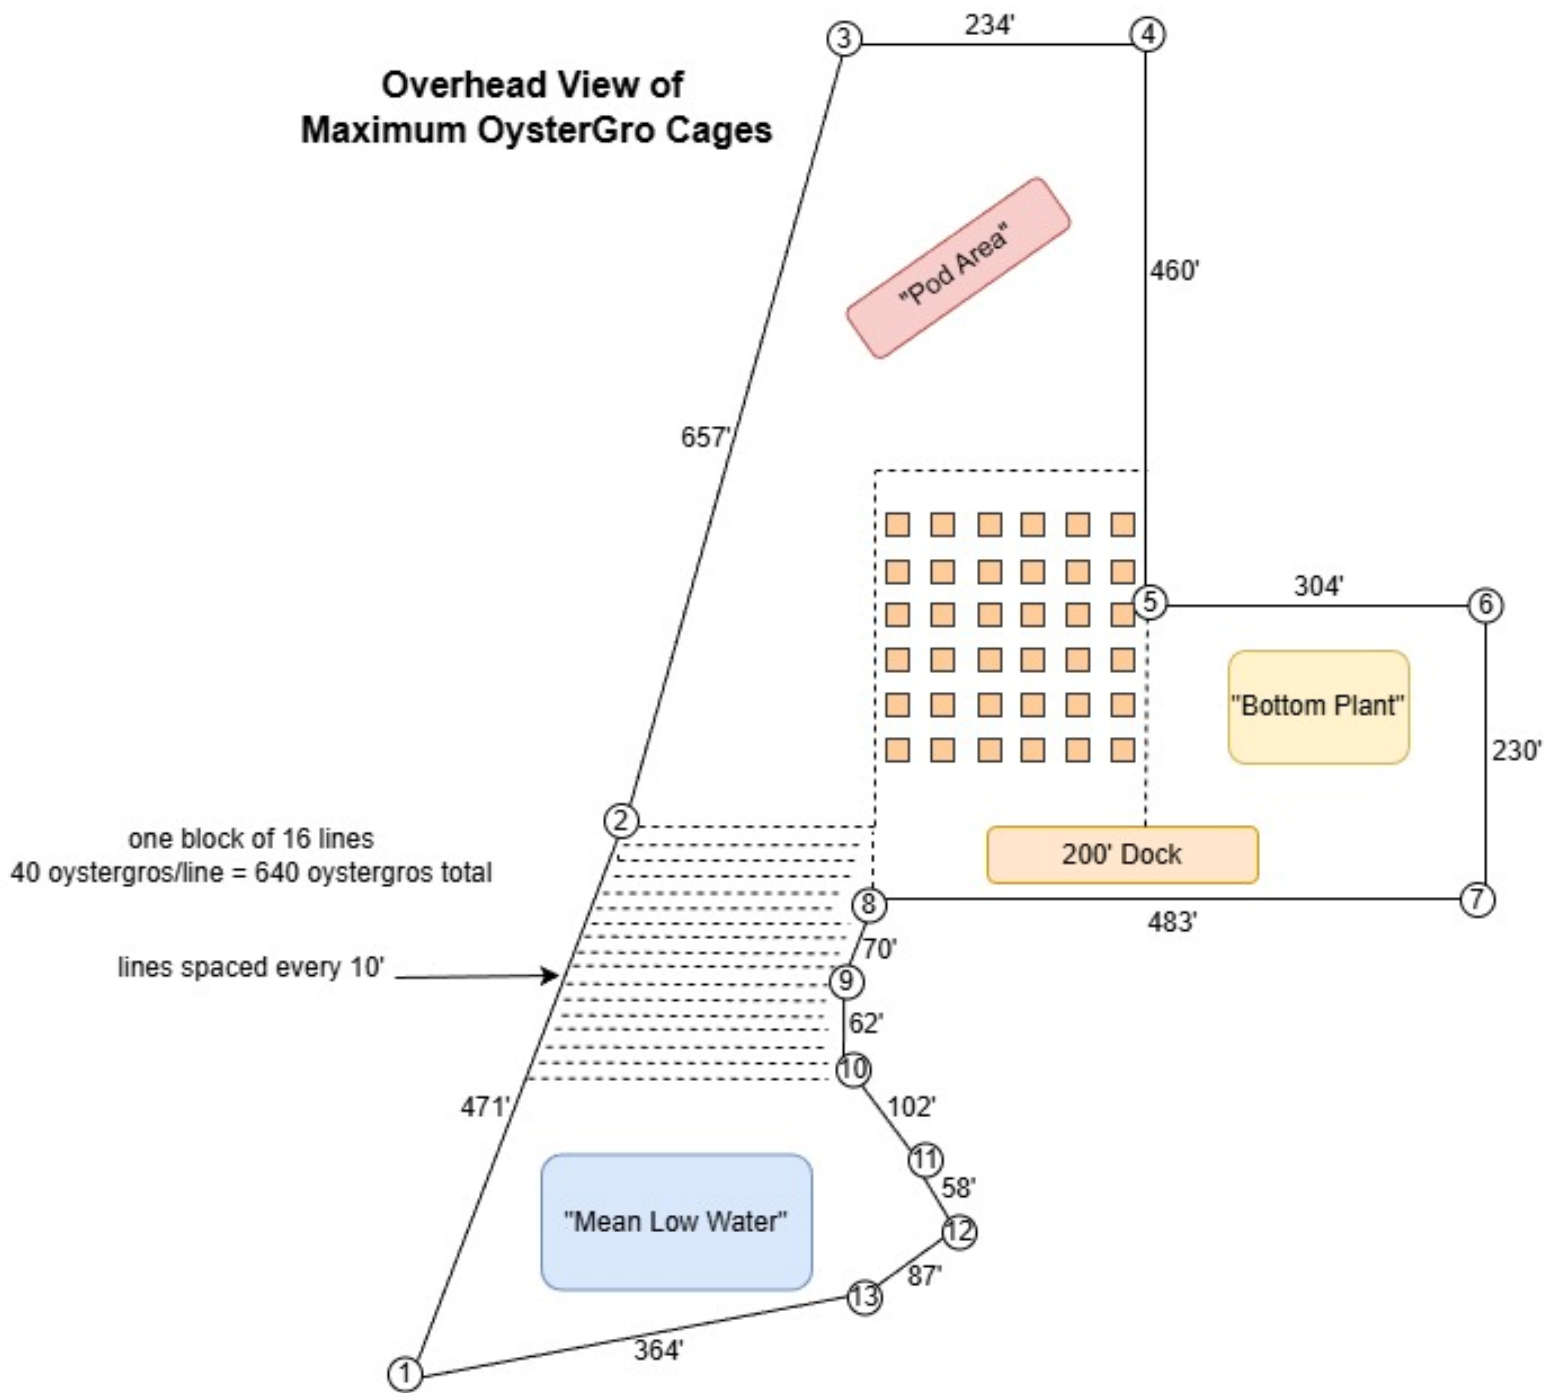 3
234'
4
Overhead View of
Maximum OysterGro Cages
"Pod Area"
460'
657'
5
304'
6
"Bottom Plant"
230'
2
one block of 16 lines
40 oystergros/line = 640 oystergros total
200' Dock
8
7
483'
70'
lines spaced every 10'
9
62'
10
471'
102'
11
58'
"Mean Low Water"
12
87'
13
364'
1